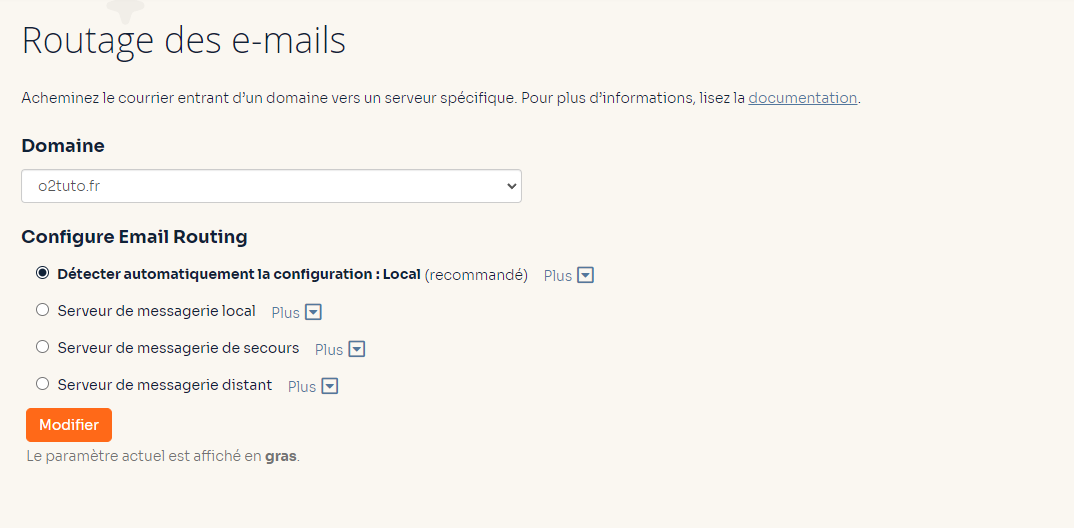 Routage des e-mails
Acheminez le courrier entrant d’un domaine vers un serveur spécifique. Pour plus d’informations, lisez la documentation.
Domaine
o2tuto.fr
Configure Email Routing
Détecter automatiquement la configuration : Local (recommandé) Plus
Serveur de messagerie local Plus
Serveur de messagerie de secours Plus
Serveur de messagerie distant Plus
Modifier
Le paramètre actuel est affiché en gras.